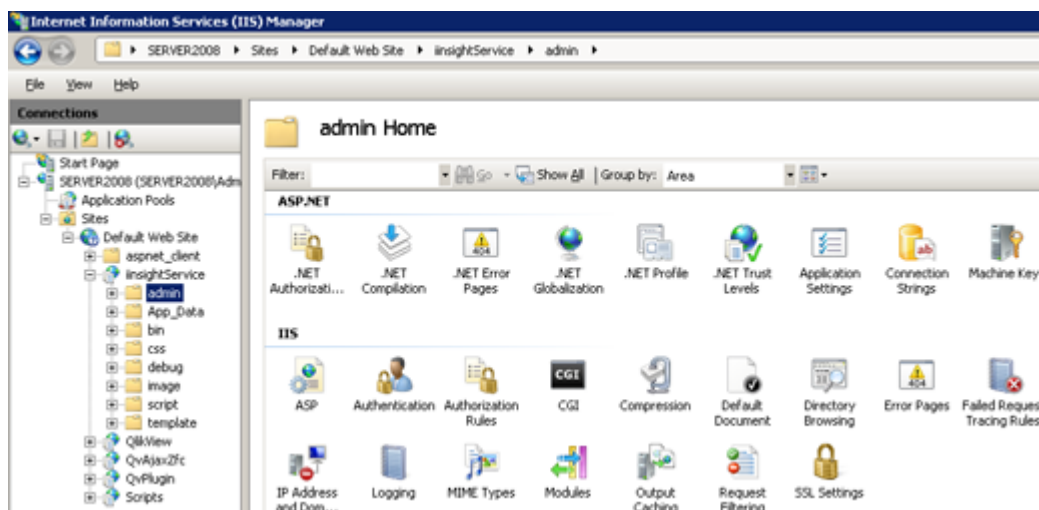 Internet Information Services (IIS) Manager
SERVER2008 Sites Default Web Site iinsightService admin
File View Help
Connections
Start Page
SERVER2008 (SERVER2008\Adm
Application Pools
Sites
Default Web Site
aspnet_client
iinsightService
admin
App_Data
bin
css
debug
image
script
template
QlikView
QvAjaxZfc
QvPlugin
Scripts
admin Home
Filter: Go Show All Group by: Area
ASP.NET
.NET Authorizati...
.NET Compilation
.NET Error Pages
.NET Globalization
.NET Profile
.NET Trust Levels
Application Settings
Connection Strings
Machine Key
IIS
ASP
Authentication
Authorization Rules
CGI
Compression
Default Document
Directory Browsing
Error Pages
Failed Reques Tracing Rules
IP Address and Dom...
Logging
MIME Types
Modules
Output Caching
Request Filtering
SSL Settings